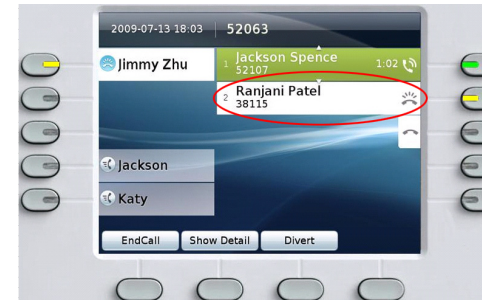 2009-07-13 18:03 52063
Jimmy Zhu
1 Jackson Spence 1:02
52107
2 Ranjani Patel
38115
Jackson
Katy
EndCall Show Detail Divert